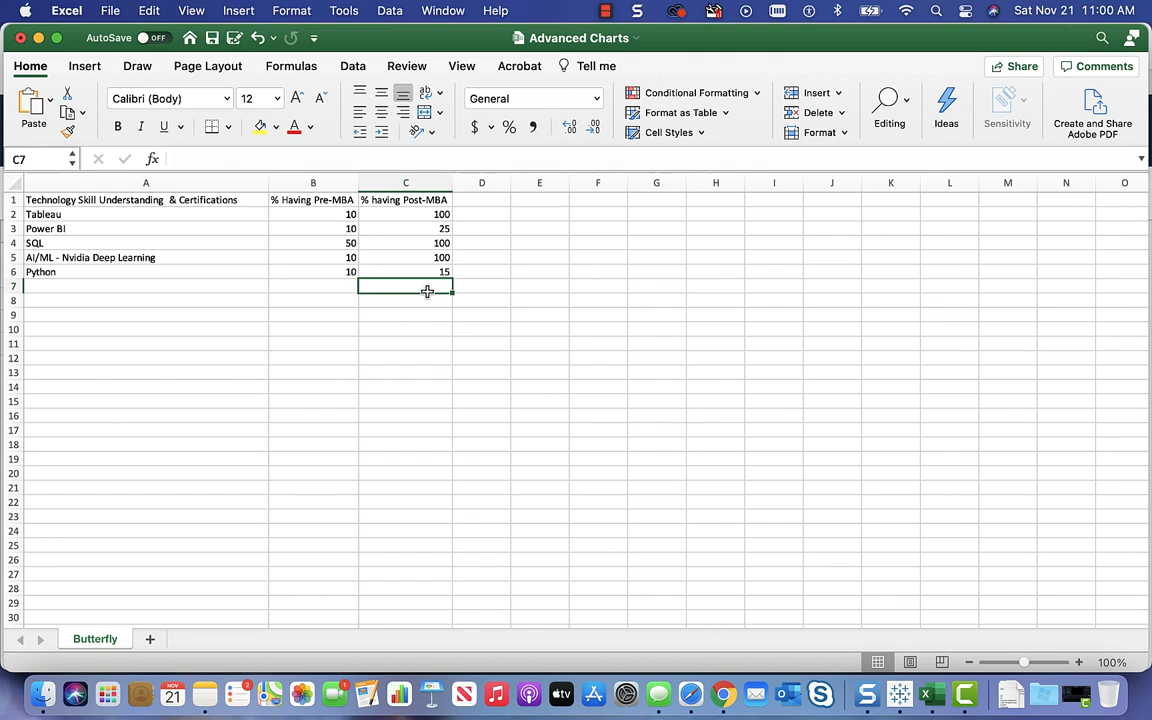 Excel File Edit View Insert Format Tools Data Window Help Sat Nov 21 11:00 AM
AutoSave OFF Advanced Charts
Home Insert Draw Page Layout Formulas Data Review View Acrobat Tell me Share Comments
Paste Calibri (Body) 12 A A ab General Conditional Formatting Insert Editing Ideas Sensitivity Create and Share Adobe PDF
B I U A $ % Format as Table Delete
Cell Styles Format
C7 fx
A B C D E F G H I J K L M N O
1 Technology Skill Understanding & Certifications % Having Pre-MBA % having Post-MBA
2 Tableau 10 100
3 Power BI 10 25
4 SQL 50 100
5 AI/ML - Nvidia Deep Learning 10 100
6 Python 10 15
7
8
9
10
11
12
13
14
15
16
17
18
19
20
21
22
23
24
25
26
27
28
29
30
Butterfly
100%
NOV 21 2 1 tv